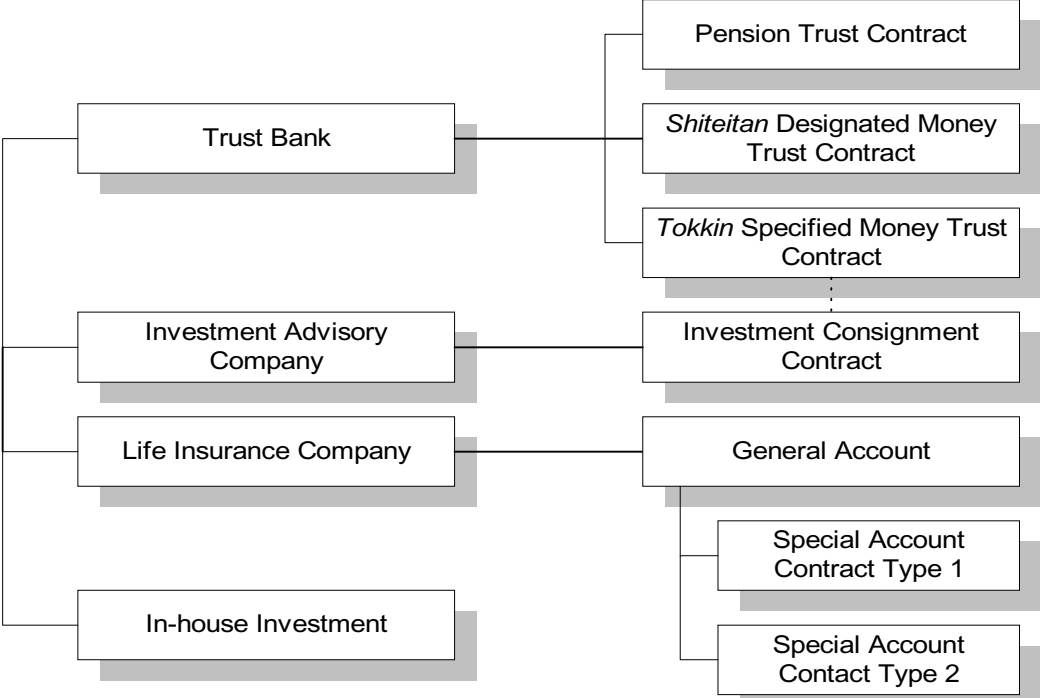 Pension Trust Contract
Trust Bank
Shiteitan Designated Money
Trust Contract
Tokkin Specified Money Trust
Contract
Investment Advisory
Company
Investment Consignment
Contract
Life Insurance Company
General Account
Special Account
Contract Type 1
In-house Investment
Special Account
Contact Type 2